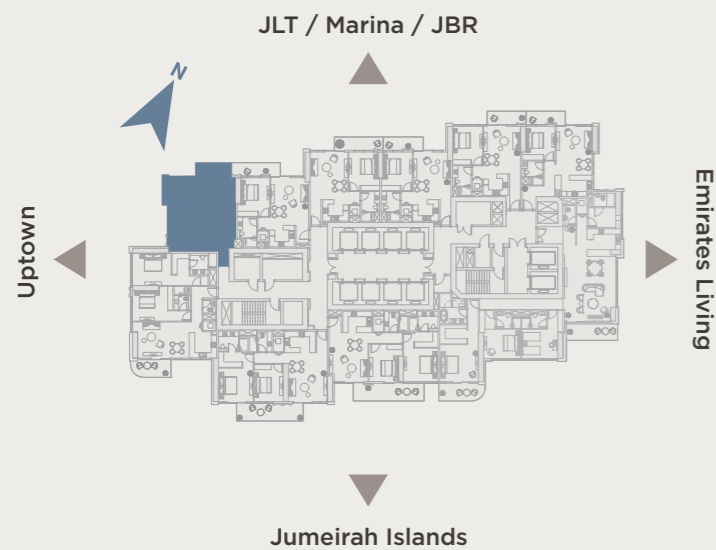 JLT / Marina / JBR
N
Uptown
Emirates Living
Jumeirah Islands